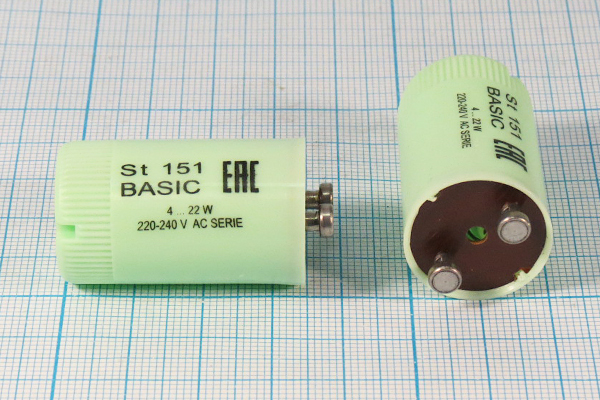 St 151 EAC
BASIC
4 ... 22 W
220-240 V AC SERIE
St 151
BASIC EAC
4 ... 22 W
220-240 V AC SERIE